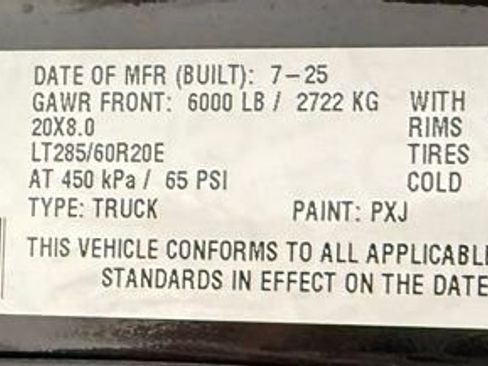 DATE OF MFR (BUILT): 7-25
GAWR FRONT: 6000 LB / 2722 KG WITH
20X8.0 RIMS
LT285/60R20E TIRES
AT 450 kPa / 65 PSI COLD
TYPE: TRUCK PAINT: PXJ
THIS VEHICLE CONFORMS TO ALL APPLICABL
STANDARDS IN EFFECT ON THE DATE